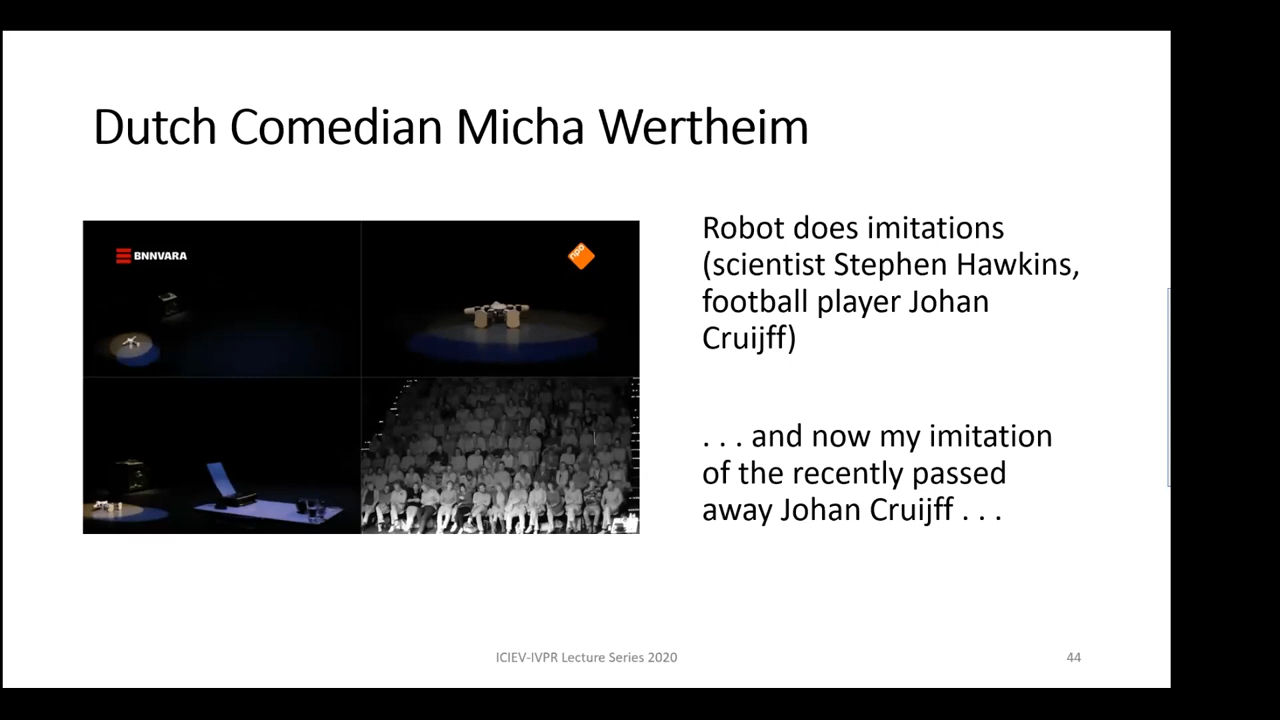 Dutch Comedian Micha Wertheim
BNNVARA
npo
Robot does imitations
(scientist Stephen Hawkins,
football player Johan
Cruijff)
. . . and now my imitation
of the recently passed
away Johan Cruijff . . .
ICIEV-IVPR Lecture Series 2020
44